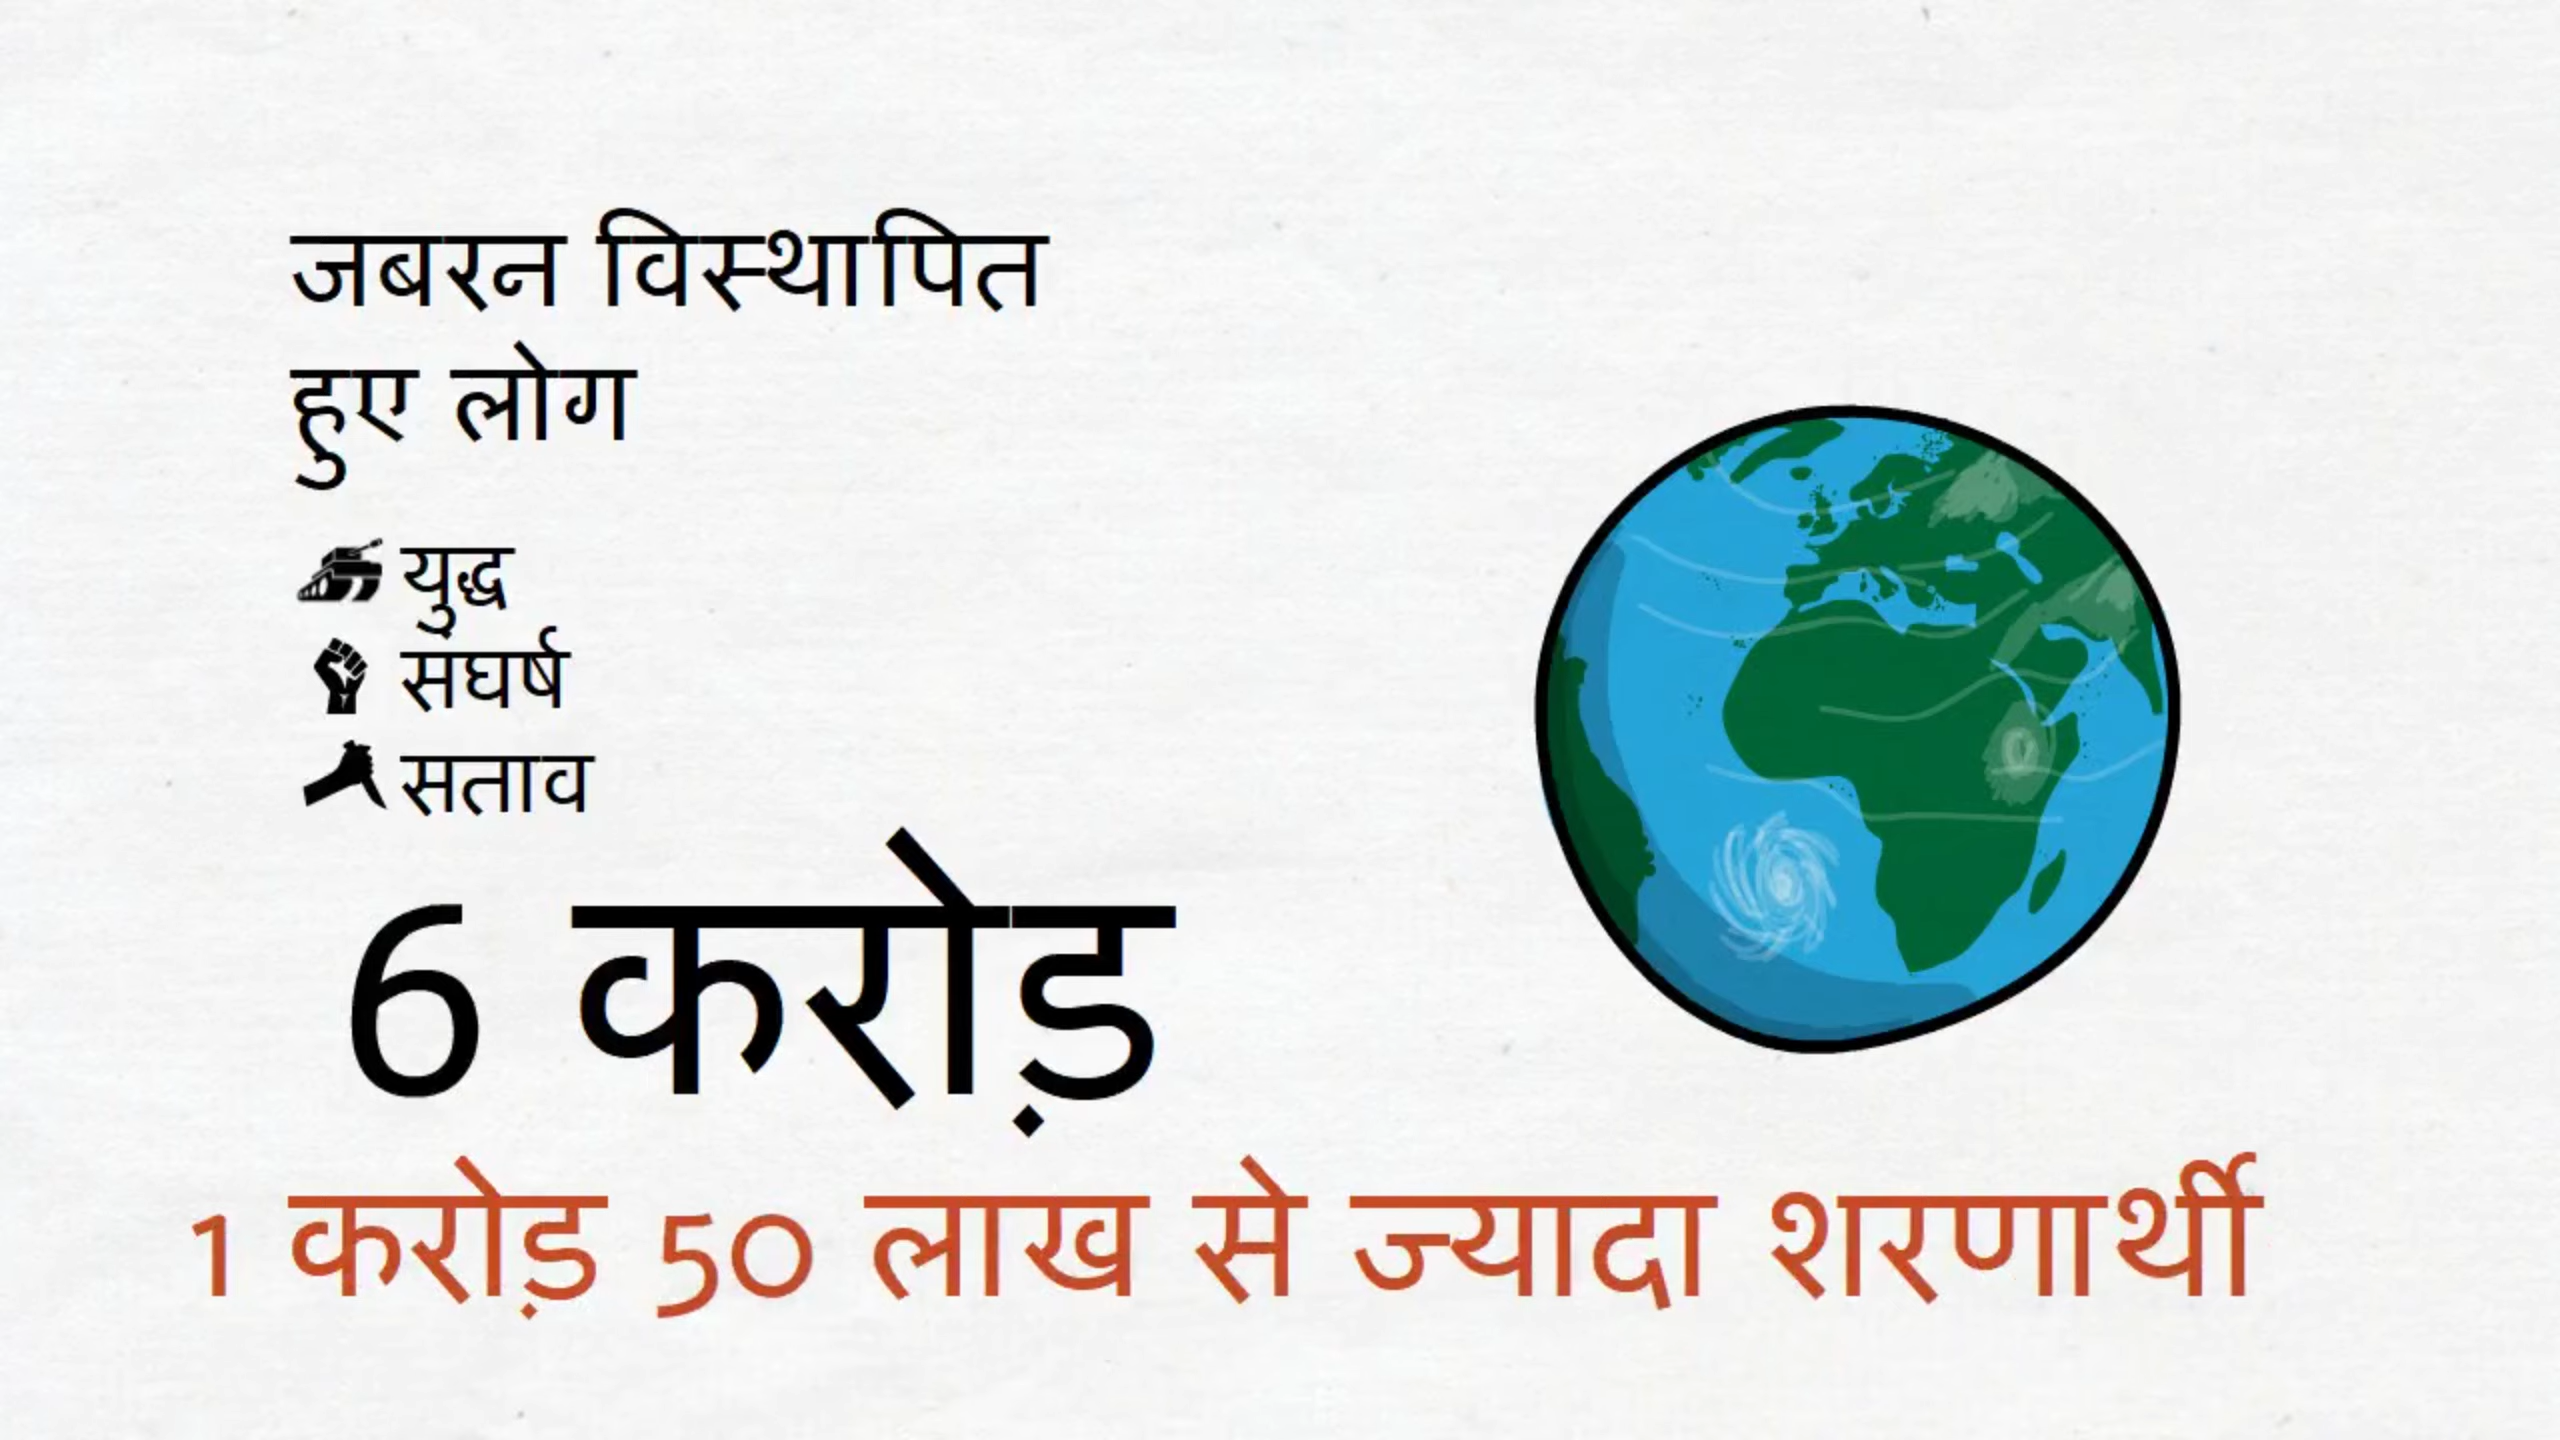 जबरन विस्थापित
हुए लोग
युद्ध
संघर्ष
सताव
6 करोड़
1 करोड़ 50 लाख से ज्यादा शरणार्थी